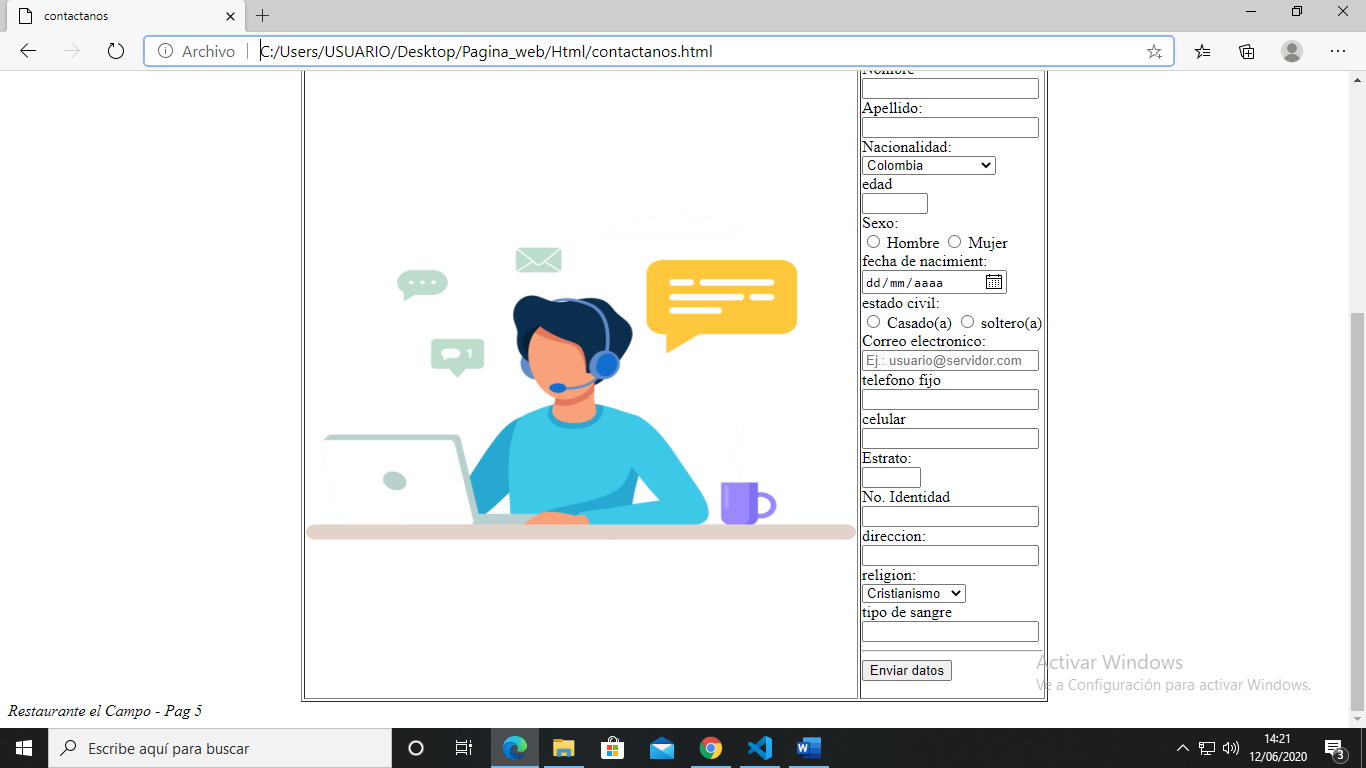 contactanos
Archivo
C:/Users/USUARIO/Desktop/Pagina_web/Html/contactanos.html
Nombre
Apellido:
Nacionalidad:
Colombia
edad
Sexo:
Hombre Mujer
fecha de nacimient:
dd/mm/aaaa
estado civil:
Casado(a) soltero(a)
Correo electronico:
Ej.: usuario@servidor.com
telefono fijo
celular
Estrato:
No. Identidad
direccion:
religion:
Cristianismo
tipo de sangre
Enviar datos
1
Activar Windows
Ve a Configuración para activar Windows.
Restaurante el Campo - Pag 5
Escribe aquí para buscar
14:21
12/06/2020
3